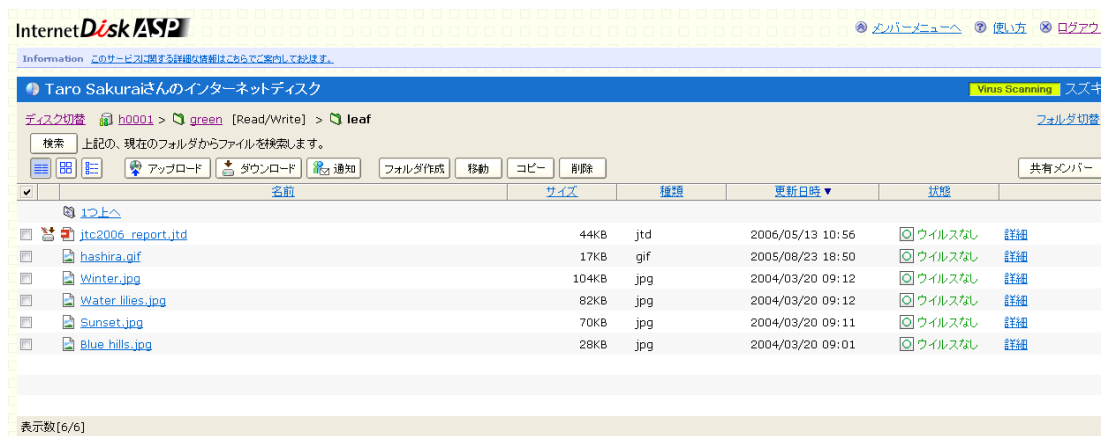 InternetDisk ASP メンバーメニューへ 使い方 ログアウ
Information このサービスに関する詳細な情報はこちらでご案内しております。
Taro Sakuraiさんのインターネットディスク Virus Scanning スズキ
ディスク切替 h0001 > green [Read/Write] > leaf フォルダ切替
検索 上記の、現在のフォルダからファイルを検索します。
アップロード ダウンロード 通知 フォルダ作成 移動 コピー 削除 共有メンバー
名前 サイズ 種類 更新日時▼ 状態
1つ上へ
jtc2006_report.jtd 44KB jtd 2006/05/13 10:56 ウイルスなし 詳細
hashira.gif 17KB gif 2005/08/23 18:50 ウイルスなし 詳細
Winter.jpg 104KB jpg 2004/03/20 09:12 ウイルスなし 詳細
Water lilies.jpg 82KB jpg 2004/03/20 09:12 ウイルスなし 詳細
Sunset.jpg 70KB jpg 2004/03/20 09:11 ウイルスなし 詳細
Blue hills.jpg 28KB jpg 2004/03/20 09:01 ウイルスなし 詳細
表示数[6/6]